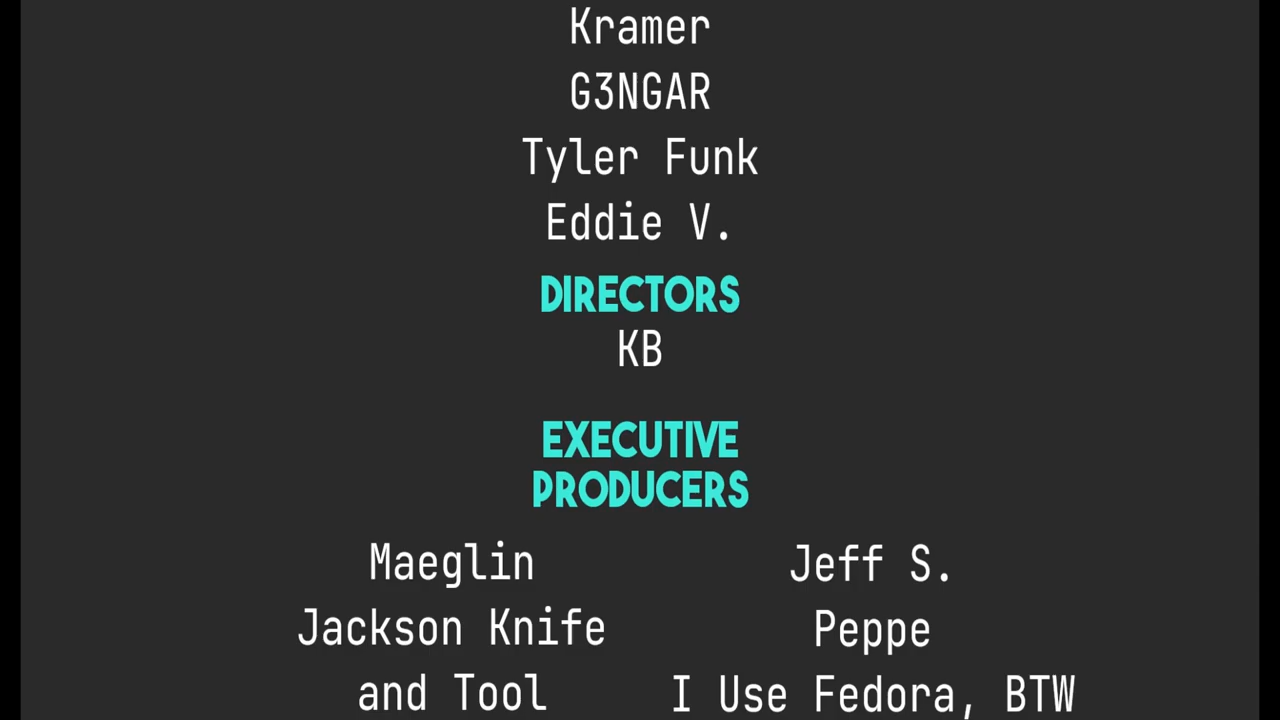 Kramer
G3NGAR
Tyler Funk
Eddie V.
DIRECTORS
KB
EXECUTIVE
PRODUCERS
Maeglin
Jackson Knife
and Tool
Jeff S.
Peppe
I Use Fedora, BTW